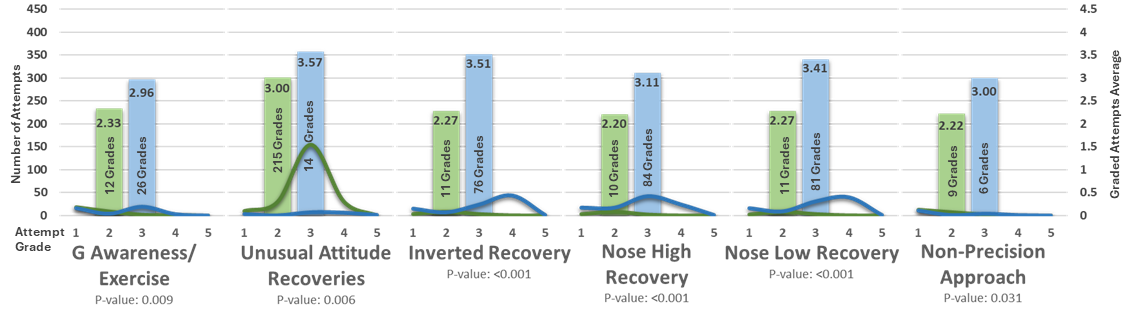 450
400
350
300
250
200
150
100
50
0
Number of Attempts
4.5
4
3.5
3
2.5
2
1.5
1
0.5
0
Graded Attempts Average
2.33
12 Grades
2.96
26 Grades
3.00
215 Grades
3.57
14 Grades
2.27
11 Grades
3.51
76 Grades
2.20
10 Grades
3.11
84 Grades
2.27
11 Grades
3.41
81 Grades
2.22
9 Grades
3.00
6 Grades
Attempt
Grade
1 2 3 4 5
1 2 3 4 5
1 2 3 4 5
1 2 3 4 5
1 2 3 4 5
1 2 3 4 5
G Awareness/
Exercise
P-value: 0.009
Unusual Attitude
Recoveries
P-value: 0.006
Inverted Recovery
P-value: <0.001
Nose High
Recovery
P-value: <0.001
Nose Low Recovery
P-value: <0.001
Non-Precision
Approach
P-value: 0.031